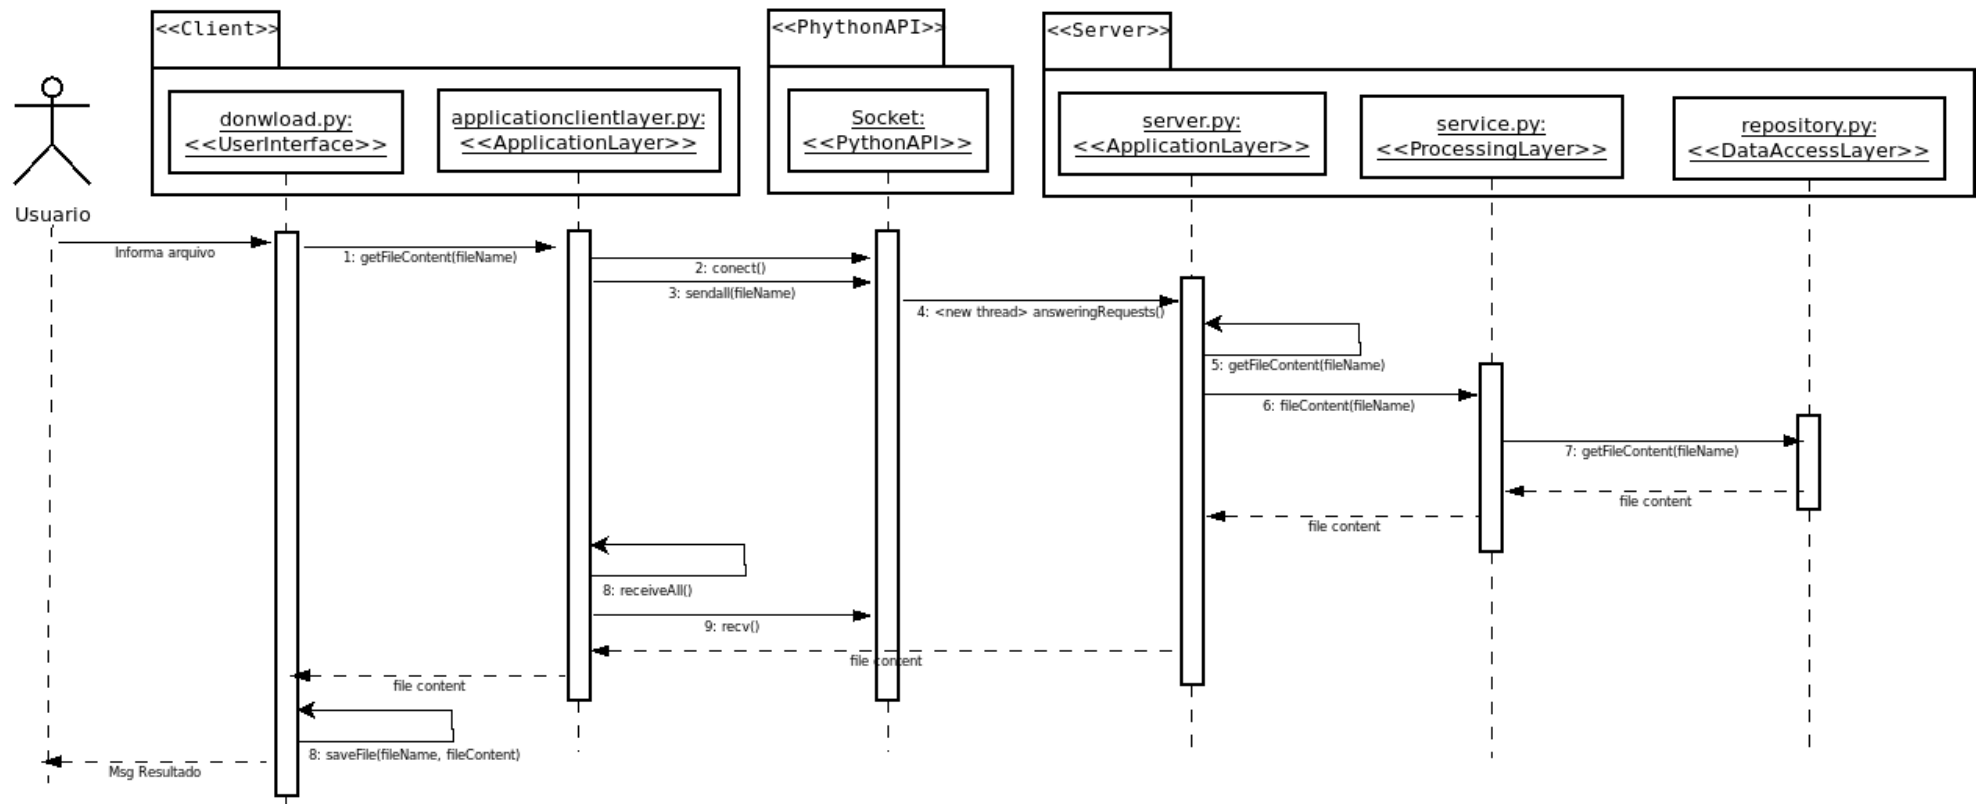 <<Client>>
<<PhythonAPI>>
<<Server>>
donwload.py:
<<UserInterface>>
applicationclientlayer.py:
<<ApplicationLayer>>
Socket:
<<PythonAPI>>
server.py:
<<ApplicationLayer>>
service.py:
<<ProcessingLayer>>
repository.py:
<<DataAccessLayer>>
Usuario
Informa arquivo
1: getFileContent(fileName)
2: conect()
3: sendall(fileName)
4: <new thread> answeringRequests()
5: getFileContent(fileName)
6: fileContent(fileName)
7: getFileContent(fileName)
file content
file content
8: receiveAll()
9: recv()
file content
file content
8: saveFile(fileName, fileContent)
Msg Resultado